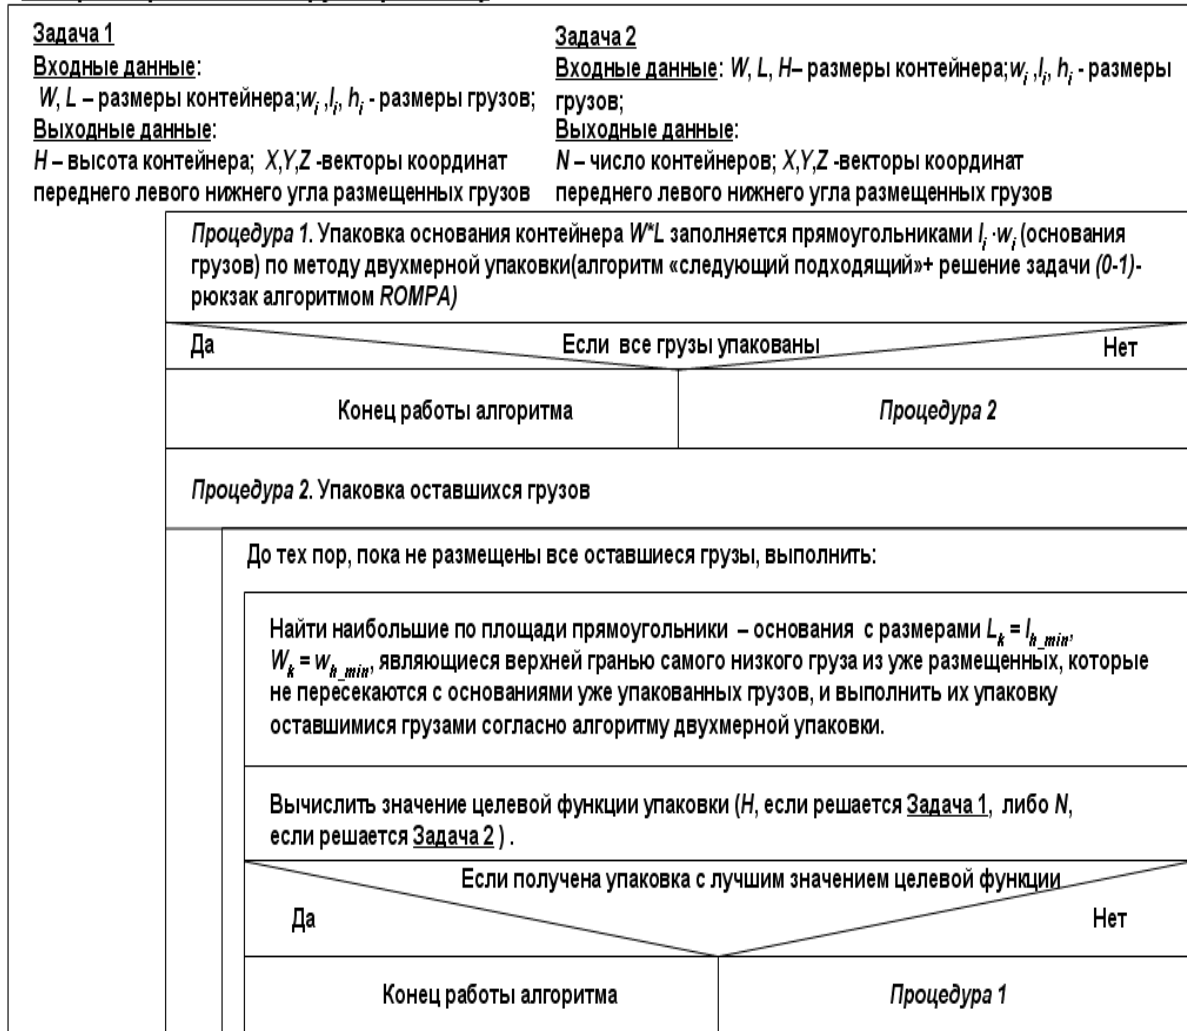 Задача 1
Входные данные:
W, L – размеры контейнера;wi ,li, hi - размеры грузов;
Выходные данные:
H – высота контейнера; X,Y,Z -векторы координат
переднего левого нижнего угла размещенных грузов
Задача 2
Входные данные: W, L, H– размеры контейнера;wi ,li, hi - размеры
грузов;
Выходные данные:
N – число контейнеров; X,Y,Z -векторы координат
переднего левого нижнего угла размещенных грузов
Процедура 1. Упаковка основания контейнера W*L заполняется прямоугольниками li ·wi (основания
грузов) по методу двухмерной упаковки(алгоритм «следующий подходящий»+ решение задачи (0-1)-
рюкзак алгоритмом ROMPA)
Да
Если все грузы упакованы
Нет
Конец работы алгоритма
Процедура 2
Процедура 2. Упаковка оставшихся грузов
До тех пор, пока не размещены все оставшиеся грузы, выполнить:
Найти наибольшие по площади прямоугольники – основания с размерами Lk = lh_min,
Wk = wh_min, являющиеся верхней гранью самого низкого груза из уже размещенных, которые
не пересекаются с основаниями уже упакованных грузов, и выполнить их упаковку
оставшимися грузами согласно алгоритму двухмерной упаковки.
Вычислить значение целевой функции упаковки (H, если решается Задача 1, либо N,
если решается Задача 2 ) .
Если получена упаковка с лучшим значением целевой функции
Да
Нет
Конец работы алгоритма
Процедура 1